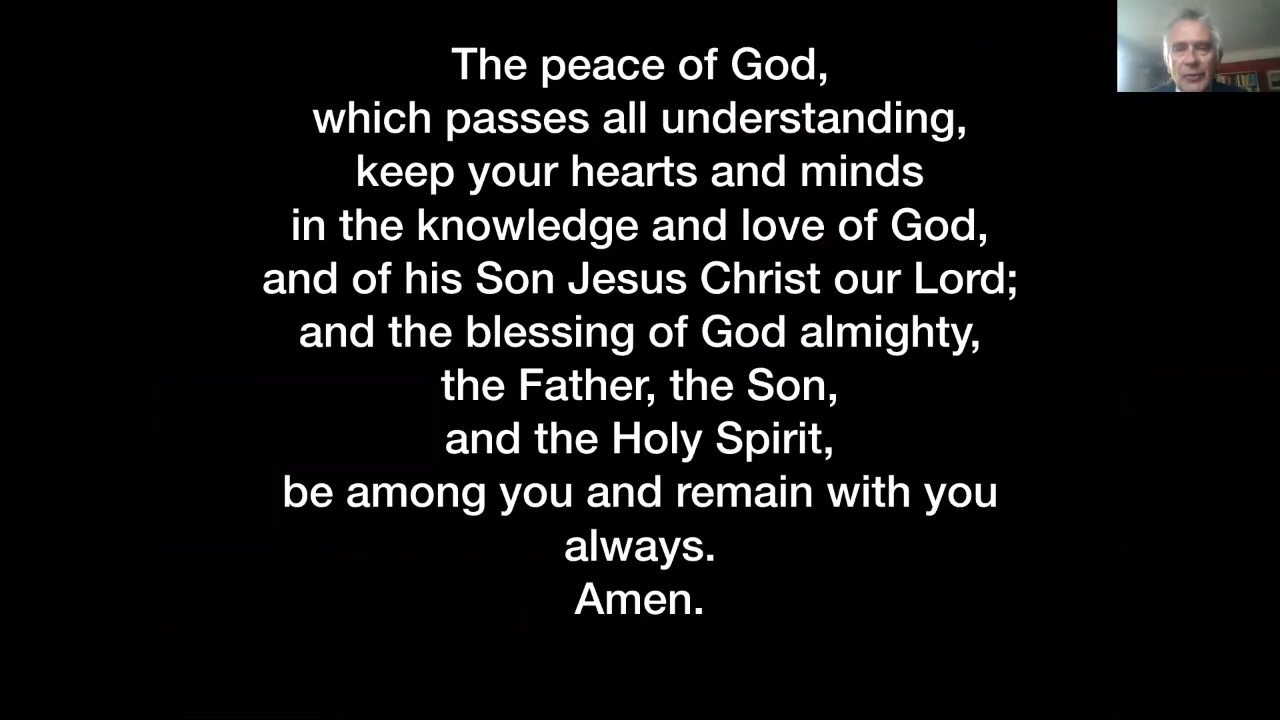 The peace of God,
which passes all understanding,
keep your hearts and minds
in the knowledge and love of God,
and of his Son Jesus Christ our Lord;
and the blessing of God almighty,
the Father, the Son,
and the Holy Spirit,
be among you and remain with you
always.
Amen.